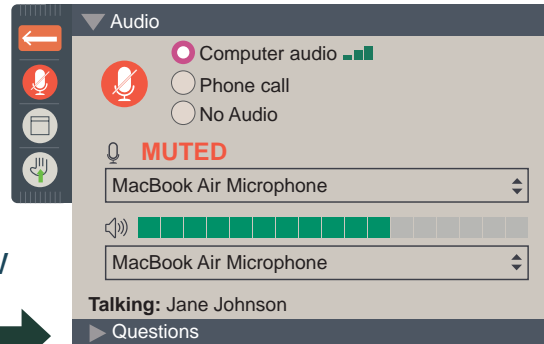 Audio
Computer audio
Phone call
No Audio
MUTED
MacBook Air Microphone
MacBook Air Microphone
Talking: Jane Johnson
Questions